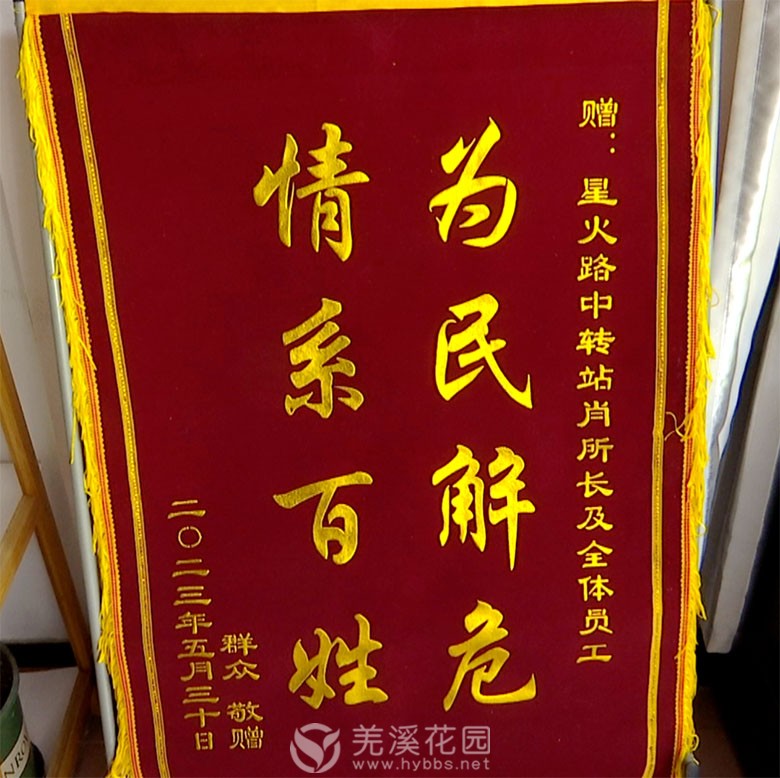 赠：星火路中转站肖所长及全体员工
为民解危
情系百姓
群众 敬赠
二〇二三年五月三十日
羌溪花园
www.hybbs.net